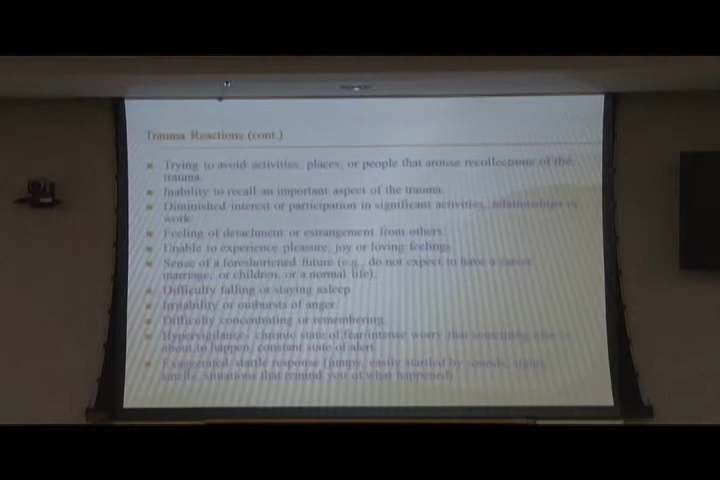 Trauma Reactions (cont.)
Trying to avoid activities, places, or people that arouse recollections of the
trauma.
Inability to recall an important aspect of the trauma.
Diminished interest or participation in significant activities, relationships or
work.
Feeling of detachment or estrangement from others.
Unable to experience pleasure, joy or loving feelings.
Sense of a foreshortened future (e.g., do not expect to have a career,
marriage, or children, or a normal life).
Difficulty falling or staying asleep.
Irritability or outbursts of anger.
Difficulty concentrating or remembering.
Hypervigilance- chronic state of fear/intense worry that something else is
about to happen, constant state of alert.
Exaggerated startle response (jumpy, easily startled by sounds, sights,
smells, situations that remind you of what happened)